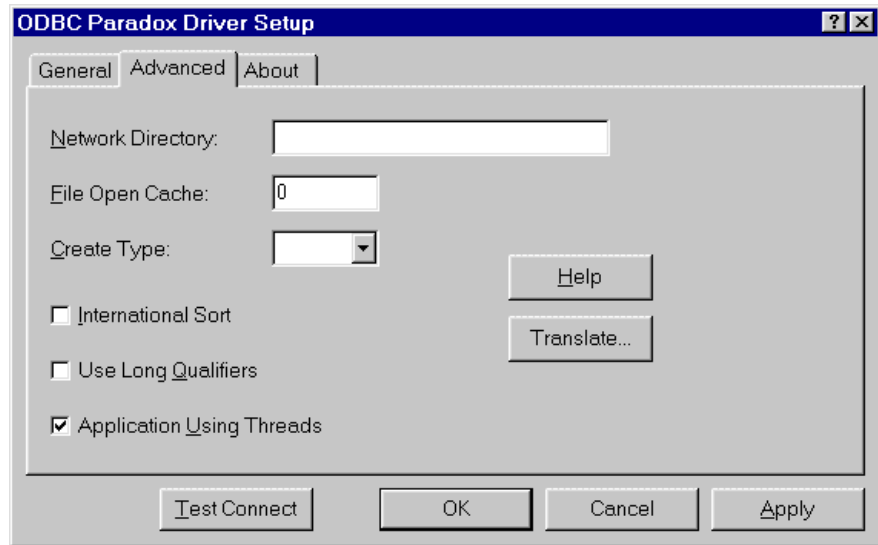 ODBC Paradox Driver Setup
General Advanced About
Network Directory:
File Open Cache: 0
Create Type:
Help
International Sort
Translate...
Use Long Qualifiers
Application Using Threads
Test Connect OK Cancel Apply